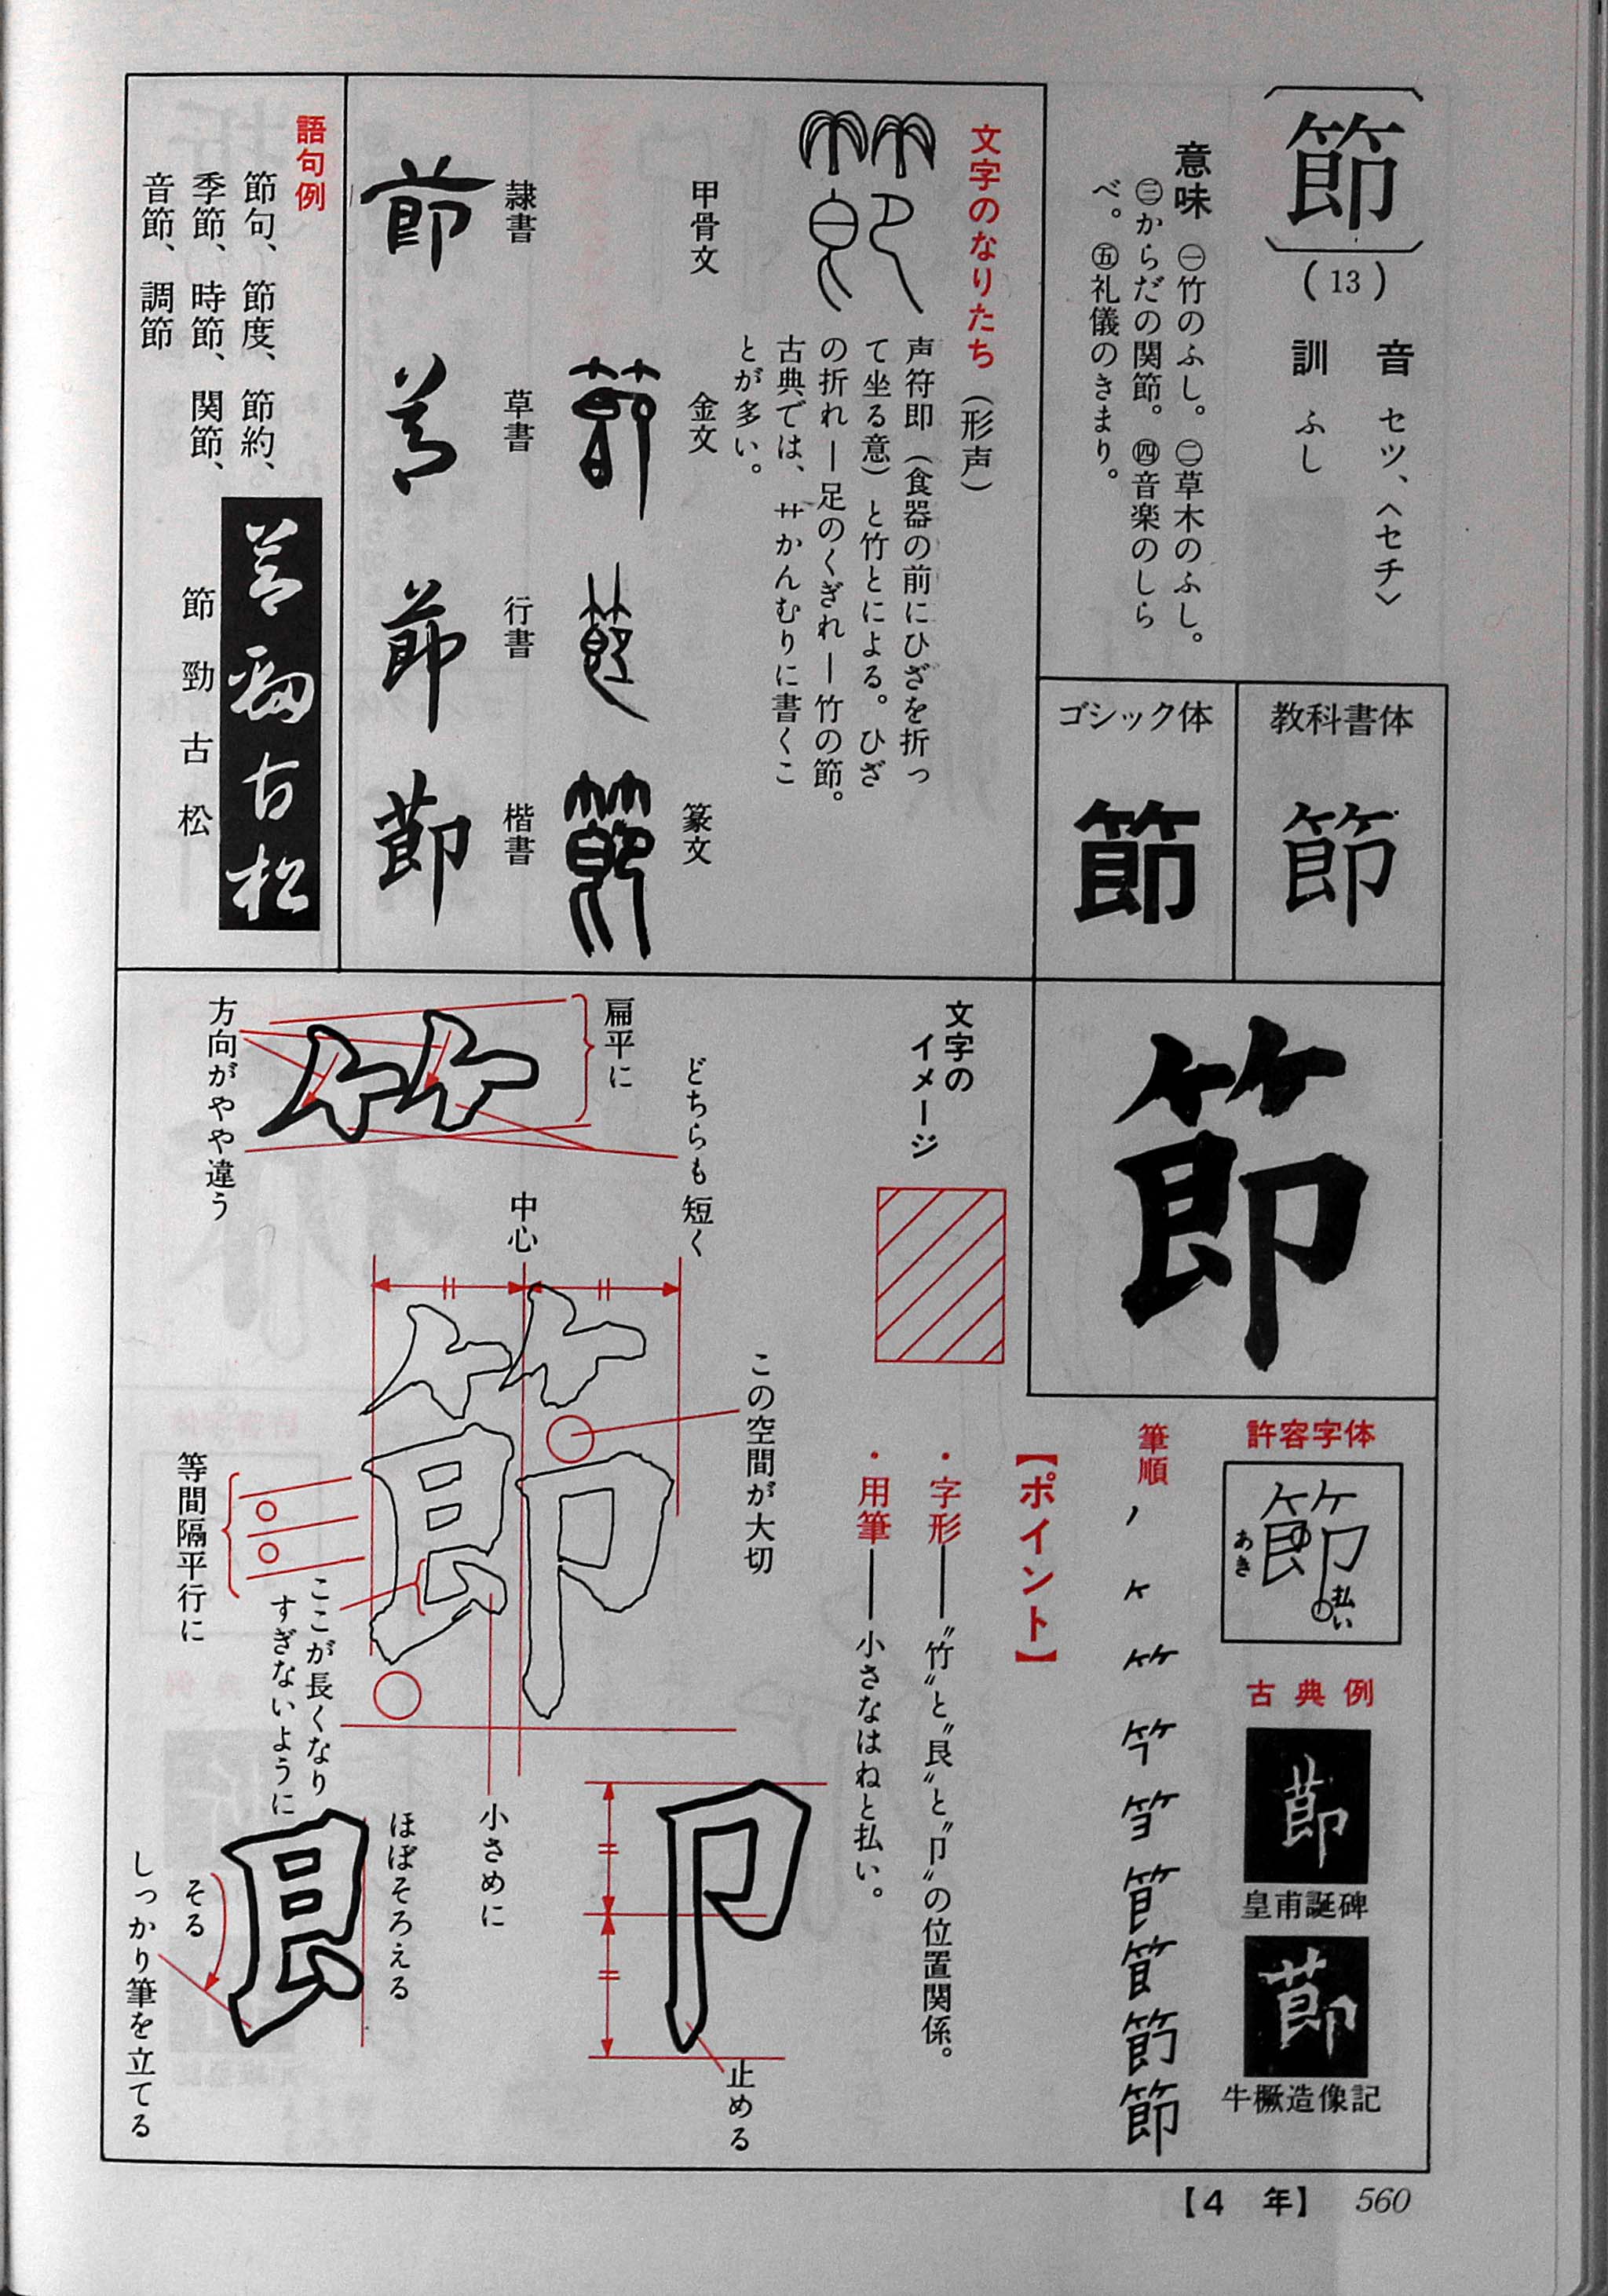 節
(13)
音 セツ、〈セチ〉
訓 ふし
意味 ㊀竹のふし。㊁草木のふし。
㊂からだの関節。㊃音楽のしら
べ。㊄礼儀のきまり。
教科書体
節
ゴシック体
節
文字のなりたち(形声)
声符即(食器の前にひざを折っ
て坐る意)と竹とによる。ひざ
の折れ―足のくぎれ―竹の節。
古典では、艹かんむりに書くこ
とが多い。
甲骨文
金文
篆文
隷書
草書
行書
楷書
語句例
節句、節度、節約、
季節、時節、関節、
音節、調節
節勁古松
節
許容字体
節
あき
払い
古典例
節
皇甫誕碑
節
牛橛造像記
筆順
節
【ポイント】
・字形――〝竹〟と〝艮〟と〝卩〟の位置関係。
・用筆――小さなはねと払い。
文字の
イメージ
扁平に
どちらも短く
方向がやや違う
中心
この空間が大切
等間隔平行に
ここが長くなり
すぎないように
小さめに
ほぼそろえる
そる
しっかり筆を立てる
止める
【4年】 560